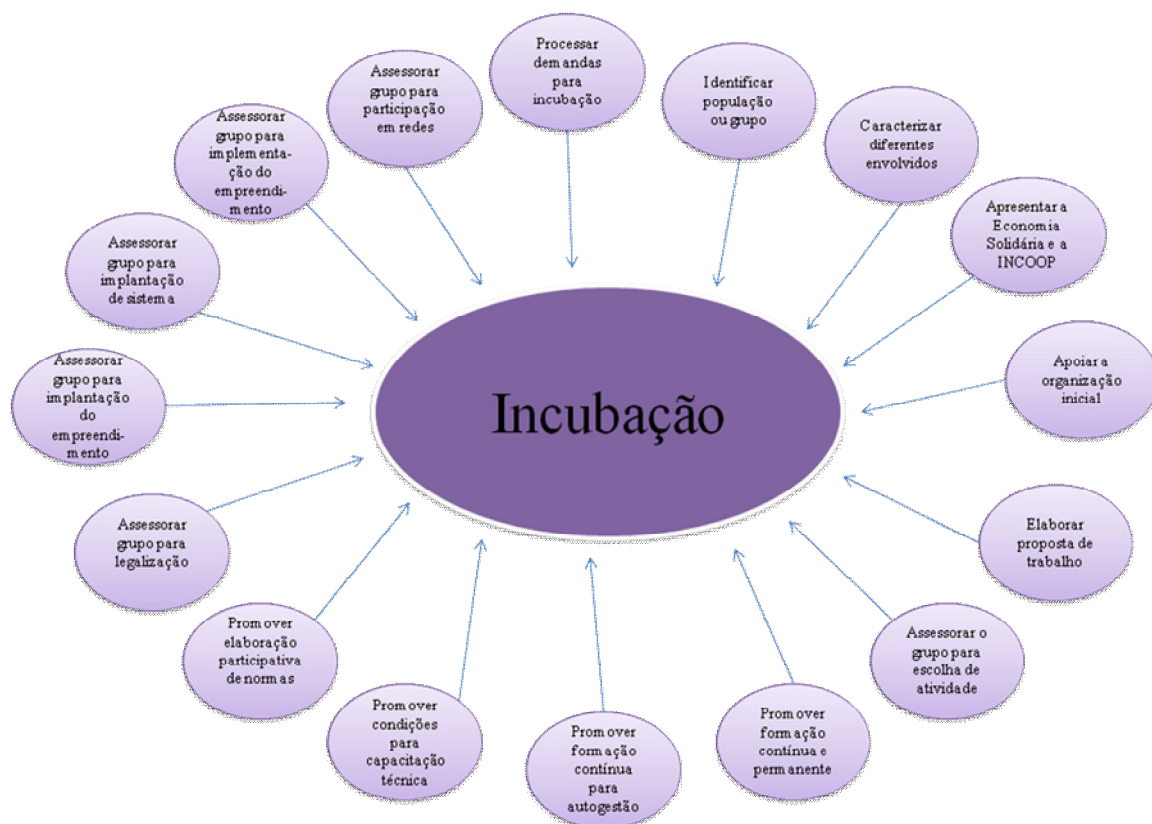 Processar
demandas
para
incubação
Identificar
população
ou grupo
Caracterizar
diferentes
envolvidos
Apresentar a
Economia
Solidária e a
INCOOP
Apoiar a
organização
inicial
Elaborar
proposta de
trabalho
Assessorar o
grupo para
escolha de
atividade
Promover
formação
contínua e
permanente
Promover
formação
contínua
para
autogestão
Promover
condições
para
capacitação
técnica
Promover
elaboração
participativa
de normas
Assessorar
grupo para
legalização
Assessorar
grupo para
implantação
do
empreendi-
mento
Assessorar
grupo para
implantação
de sistema
Assessorar
grupo para
implementa-
ção do
empreendi-
mento
Assessorar
grupo para
participação
em redes
Incubação